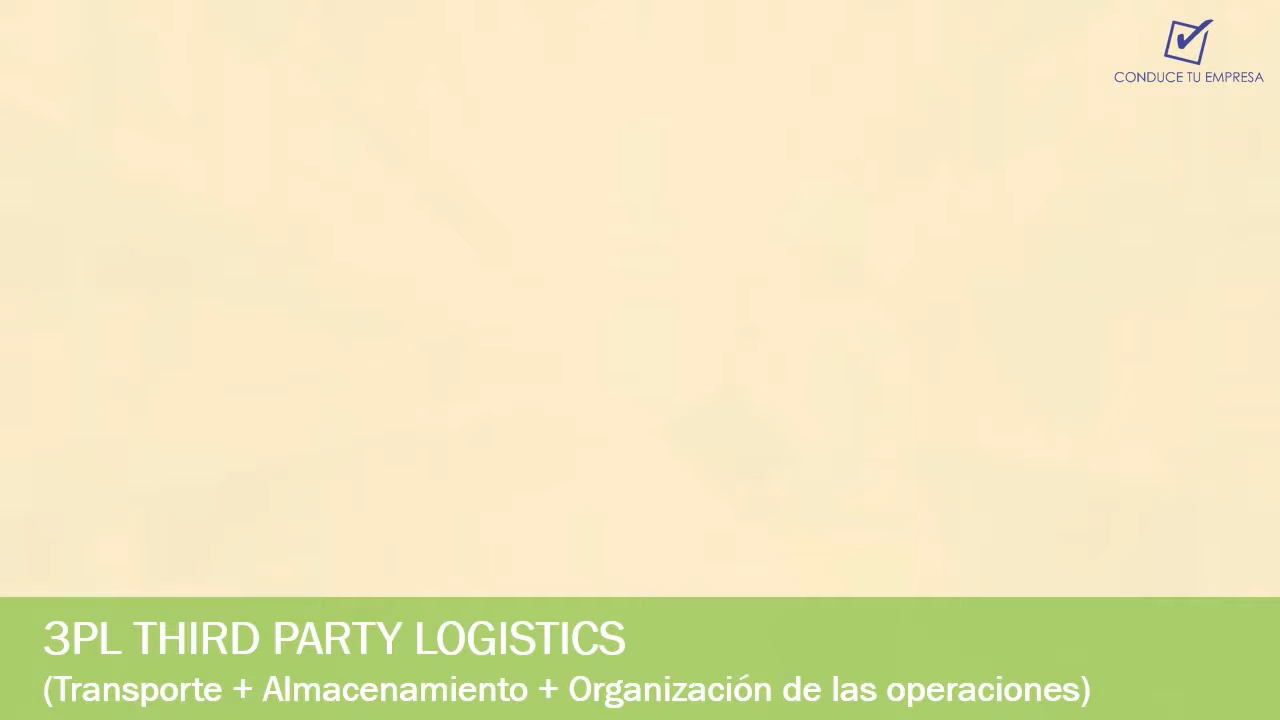 CONDUCE TU EMPRESA
3PL THIRD PARTY LOGISTICS
(Transporte + Almacenamiento + Organización de las operaciones)